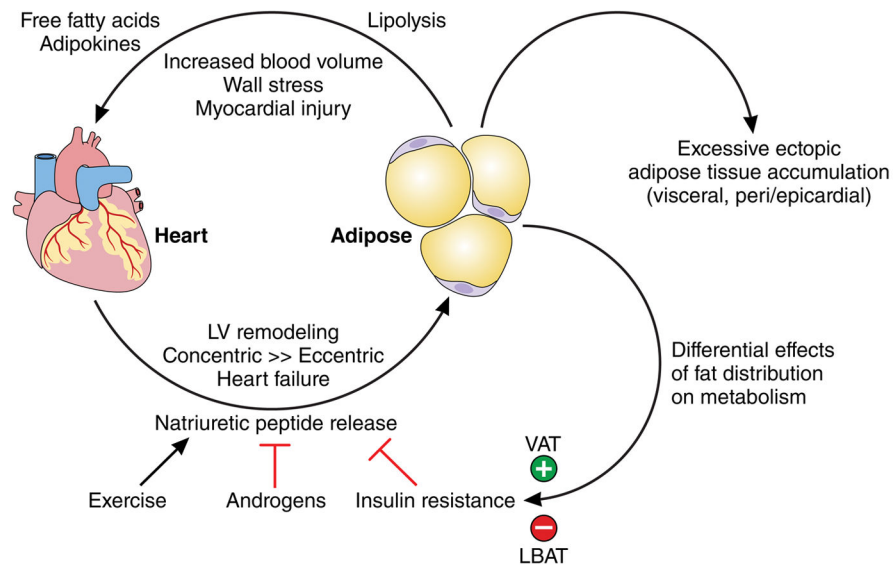 Free fatty acids
Adipokines
Lipolysis
Increased blood volume
Wall stress
Myocardial injury
Excessive ectopic
adipose tissue accumulation
(visceral, peri/epicardial)
Heart
Adipose
LV remodeling
Concentric >> Eccentric
Heart failure
Differential effects
of fat distribution
on metabolism
Natriuretic peptide release
VAT
+
Exercise
Androgens
Insulin resistance
−
LBAT